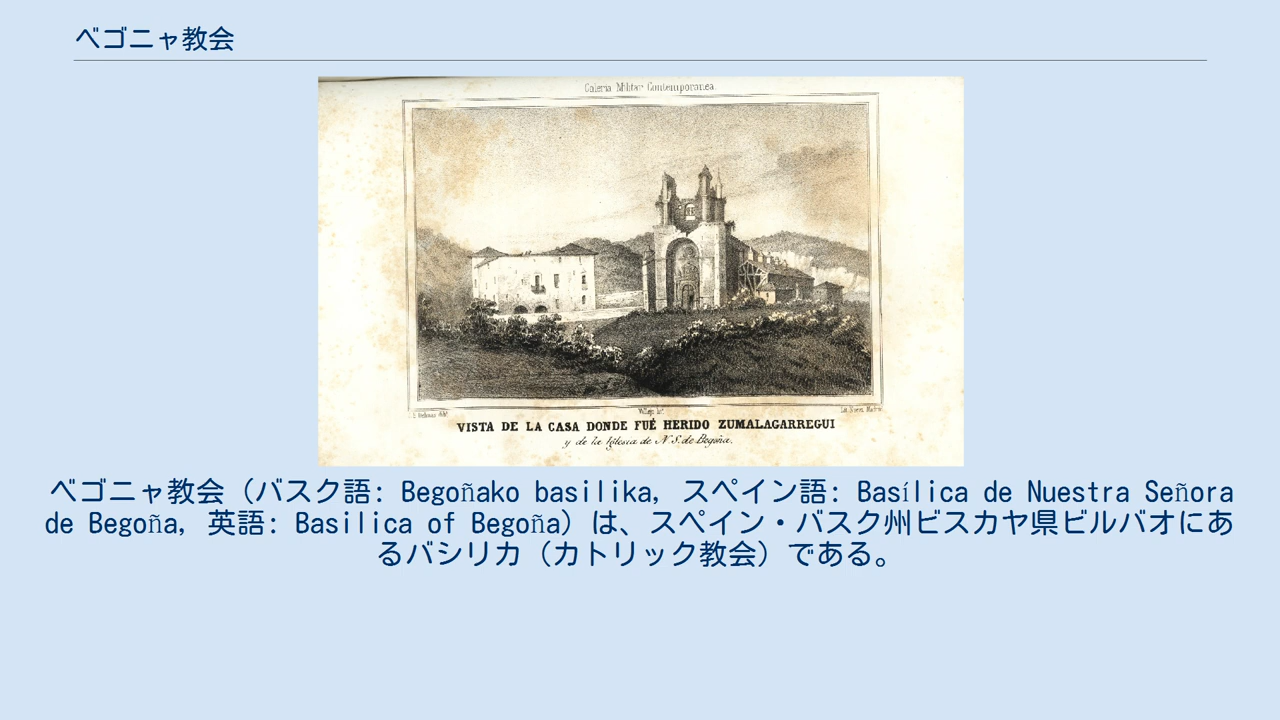 ベゴニャ教会
Galeria Militar Contemporanea.
VISTA DE LA CASA DONDE FUÉ HERIDO ZUMALAGARREGUI
y de la Iglesia de N. S. de Begoña.
ベゴニャ教会（バスク語: Begoñako basilika, スペイン語: Basílica de Nuestra Señora
de Begoña, 英語: Basilica of Begoña）は、スペイン・バスク州ビスカヤ県ビルバオにあ
るバシリカ（カトリック教会）である。